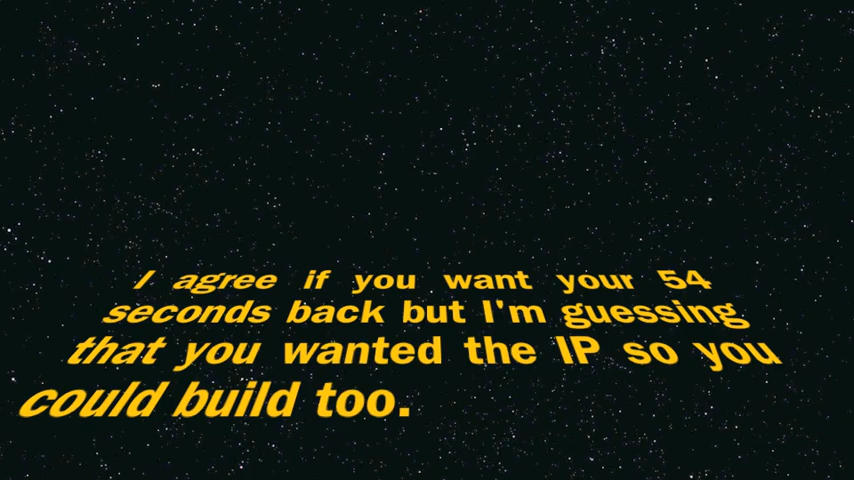 I agree if you want your 54
seconds back but I'm guessing
that you wanted the IP so you
could build too.